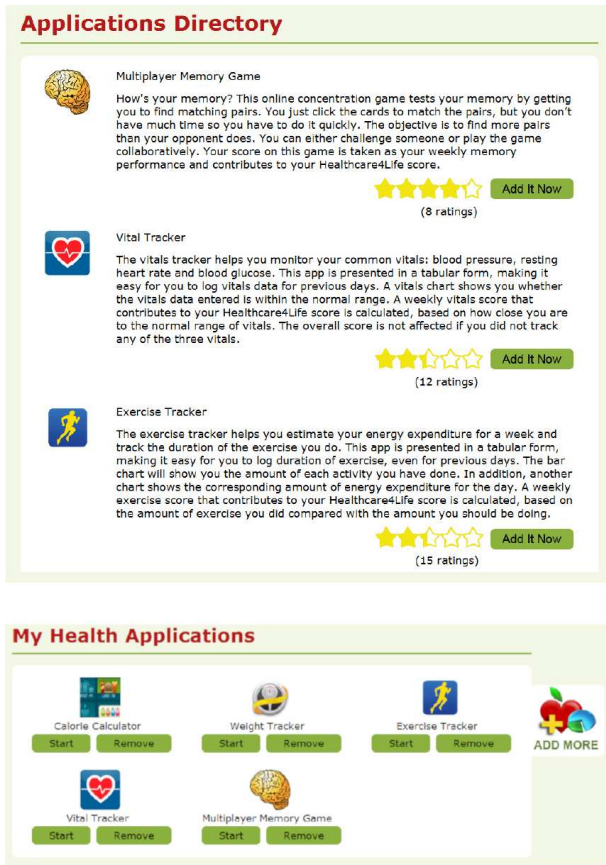 Applications Directory
Multiplayer Memory Game
How's your memory? This online concentration game tests your memory by getting
you to find matching pairs. You just click the cards to match the pairs, but you don't
have much time so you have to do it quickly. The objective is to find more pairs
than your opponent does. You can either challenge someone or play the game
collaboratively. Your score on this game is taken as your weekly memory
performance and contributes to your Healthcare4Life score.
Add It Now
(8 ratings)
Vital Tracker
The vitals tracker helps you monitor your common vitals: blood pressure, resting
heart rate and blood glucose. This app is presented in a tabular form, making it
easy for you to log vitals data for previous days. A vitals chart shows you whether
the vitals data entered is within the normal range. A weekly vitals score that
contributes to your Healthcare4Life score is calculated, based on how close you are
to the normal range of vitals. The overall score is not affected if you did not track
any of the three vitals.
Add It Now
(12 ratings)
Exercise Tracker
The exercise tracker helps you estimate your energy expenditure for a week and
track the duration of the exercise you do. This app is presented in a tabular form,
making it easy for you to log duration of exercise, even for previous days. The bar
chart will show you the amount of each activity you have done. In addition, another
chart shows the corresponding amount of energy expenditure for the day. A weekly
exercise score that contributes to your Healthcare4Life score is calculated, based on
the amount of exercise you did compared with the amount you should be doing.
Add It Now
(15 ratings)
My Health Applications
Calorie Calculator
Start Remove
Weight Tracker
Start Remove
Exercise Tracker
Start Remove
ADD MORE
Vital Tracker
Start Remove
Multiplayer Memory Game
Start Remove